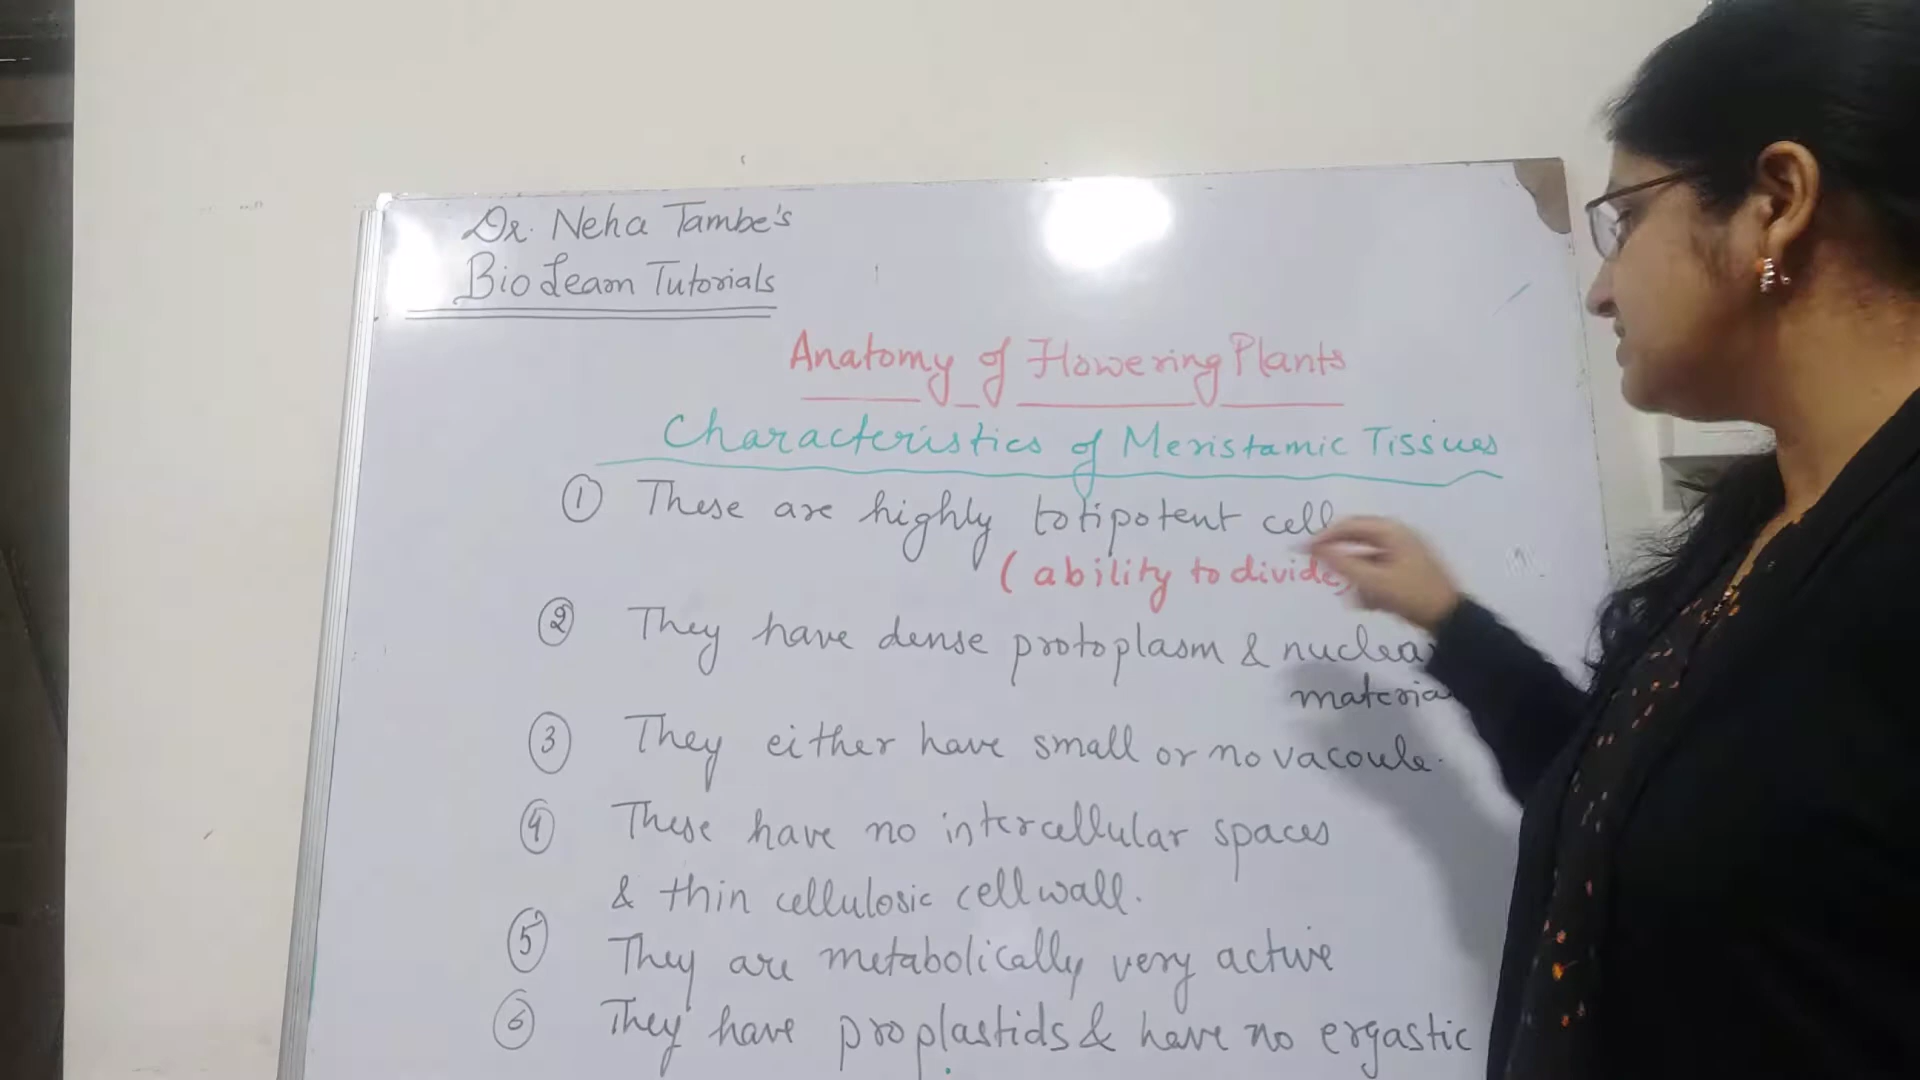 Dr. Neha Tambe's
Bio Learn Tutorials
Anatomy of Flowering Plants
Characteristics of Meristamic Tissues
① These are highly totipotent cell
(ability to divide)
② They have dense protoplasm & nuclear
material
③ They either have small or no vacoule.
④ These have no intercellular spaces
& thin cellulosic cell wall.
⑤ They are metabolically very active
⑥ They have proplastids & have no ergastic